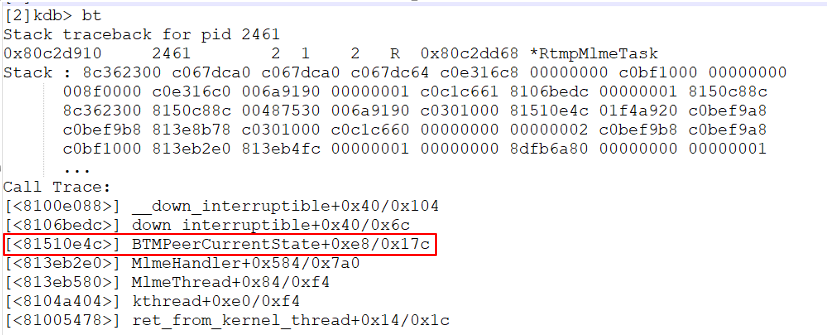 [2]kdb> bt
Stack traceback for pid 2461
0x80c2d910 2461 2 1 2 R 0x80c2dd68 *RtmpMlmeTask
Stack : 8c362300 c067dca0 c067dca0 c067dc64 c0e316c8 00000000 c0bf1000 00000000
008f0000 c0e316c0 006a9190 00000001 c0c1c661 8106bedc 00000001 8150c88c
8c362300 8150c88c 00487530 006a9190 c0301000 81510e4c 01f4a920 c0bef9a8
c0bef9b8 813e8b78 c0301000 c0c1c660 00000000 00000002 c0bef9b8 c0bef9a8
c0bf1000 813eb2e0 813eb4fc 00000001 00000000 8dfb6a80 00000000 00000001
...
Call Trace:
[<8100e088>] __down_interruptible+0x40/0x104
[<8106bedc>] down_interruptible+0x40/0x6c
[<81510e4c>] BTMPeerCurrentState+0xe8/0x17c
[<813eb2e0>] MlmeHandler+0x584/0x7a0
[<813eb580>] MlmeThread+0x84/0xf4
[<8104a404>] kthread+0xe0/0xf4
[<81005478>] ret_from_kernel_thread+0x14/0x1c